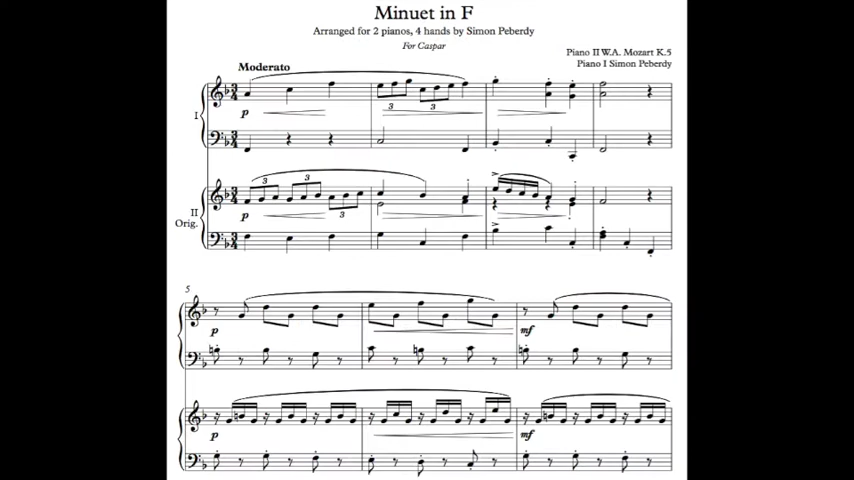 Minuet in F
Arranged for 2 pianos, 4 hands by Simon Peberdy
For Caspar
Piano II W.A. Mozart K.5
Piano I Simon Peberdy
Moderato
I
3 3
p
3 3
3
II
Orig.
p
5
p
mf
p
mf